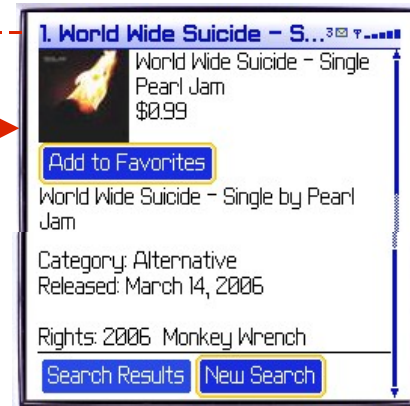 1. World Wide Suicide - S... 3
World Wide Suicide - Single
Pearl Jam
$0.99
Add to Favorites
World Wide Suicide - Single by Pearl
Jam
Category: Alternative
Released: March 14, 2006
Rights: 2006 Monkey Wrench
Search Results New Search